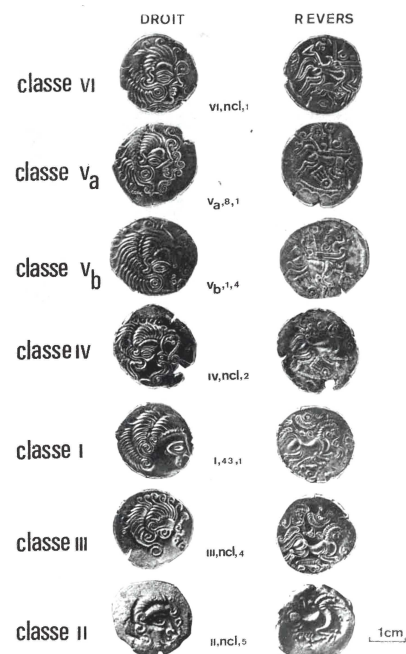 DROIT REVERS
classe VI
VI,ncl,1
classe Va
Va,8,1
classe Vb
Vb,1,4
classe IV
IV,ncl,2
classe I
I,43,1
classe III
III,ncl,4
classe II
II,ncl,5
1cm